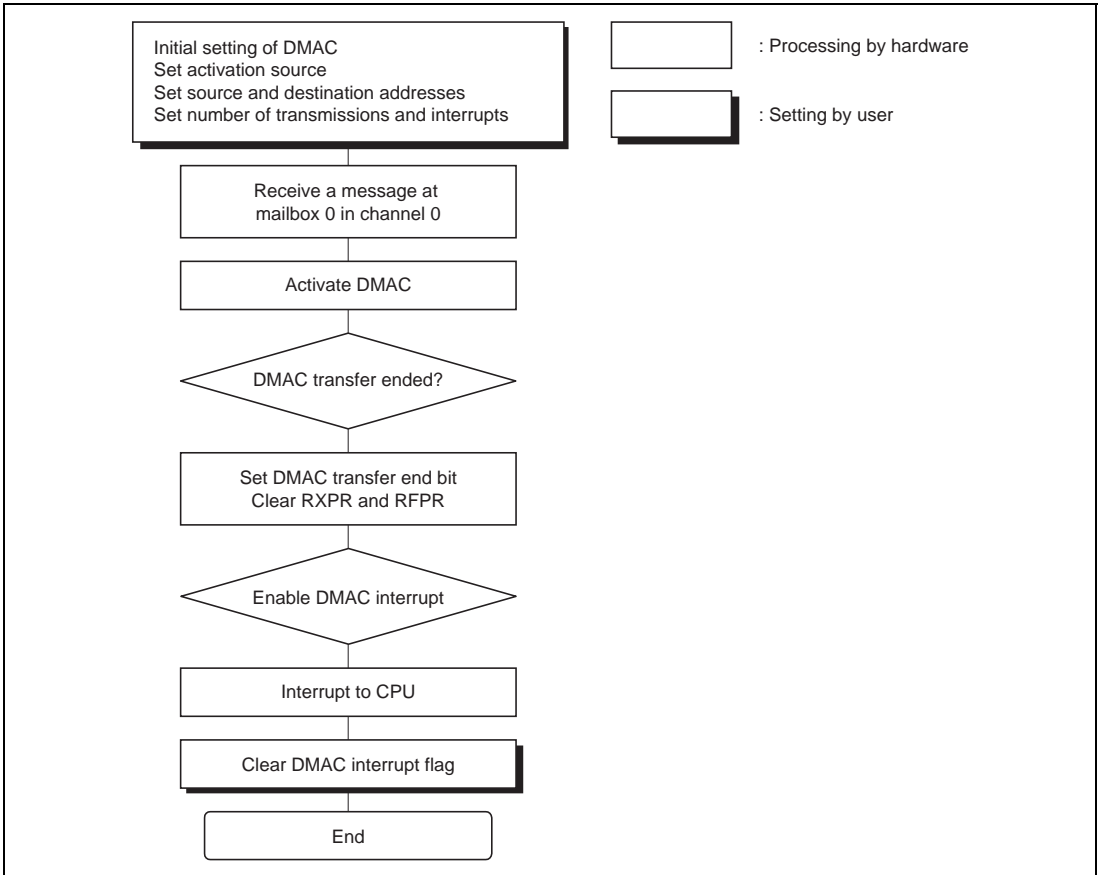 Initial setting of DMAC
Set activation source
Set source and destination addresses
Set number of transmissions and interrupts
: Processing by hardware
: Setting by user
Receive a message at
mailbox 0 in channel 0
Activate DMAC
DMAC transfer ended?
Set DMAC transfer end bit
Clear RXPR and RFPR
Enable DMAC interrupt
Interrupt to CPU
Clear DMAC interrupt flag
End